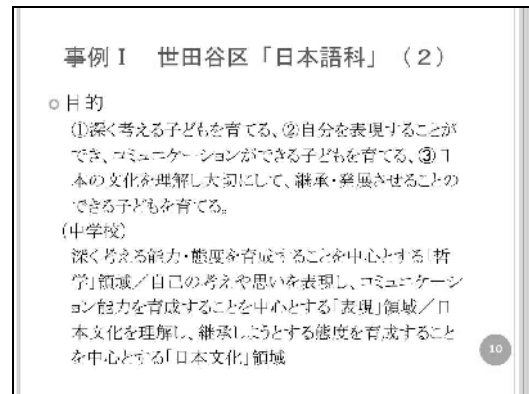 事例Ⅰ 世田谷区「日本語科」(2)
目的
①深く考える子どもを育てる、②自分を表現することが
でき、コミュニケーションができる子どもを育てる、③日
本の文化を理解し大切にして、継承・発展させることの
できる子どもを育てる。
(中学校)
深く考える能力・態度を育成することを中心とする「哲
学」領域／自己の考えや思いを表現し、コミュニケーシ
ョン能力を育成することを中心とする「表現」領域／日
本文化を理解し、継承しようとする態度を育成すること
を中心とする「日本文化」領域
10